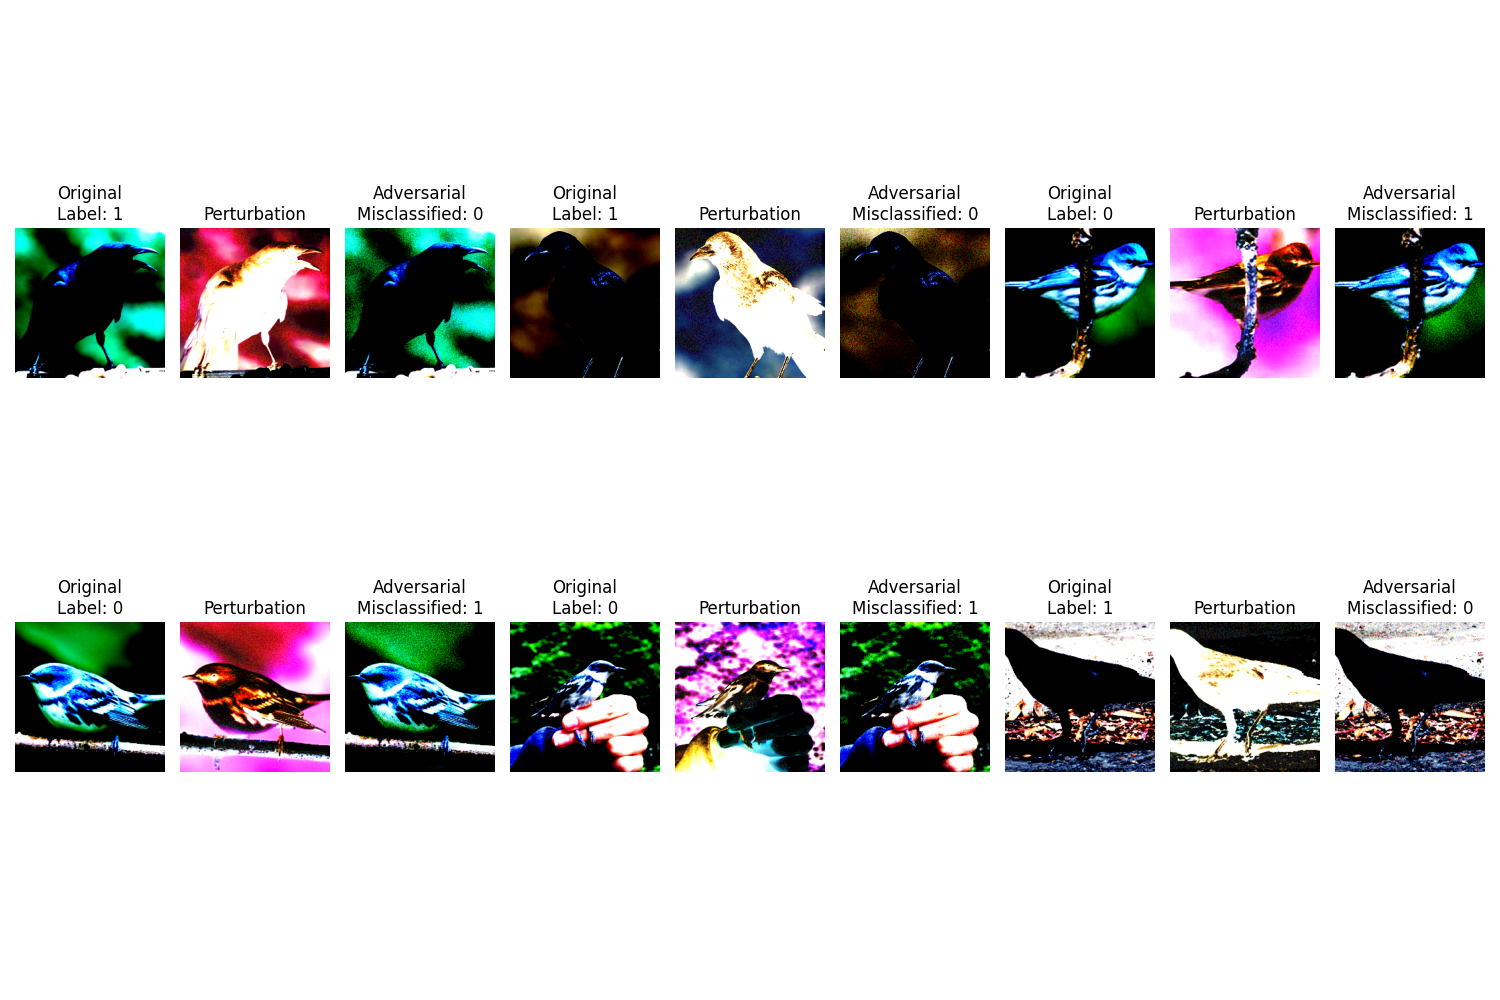 Original
Label: 1
Perturbation
Adversarial
Misclassified: 0
Original
Label: 1
Perturbation
Adversarial
Misclassified: 0
Original
Label: 0
Perturbation
Adversarial
Misclassified: 1
Original
Label: 0
Perturbation
Adversarial
Misclassified: 1
Original
Label: 0
Perturbation
Adversarial
Misclassified: 1
Original
Label: 1
Perturbation
Adversarial
Misclassified: 0